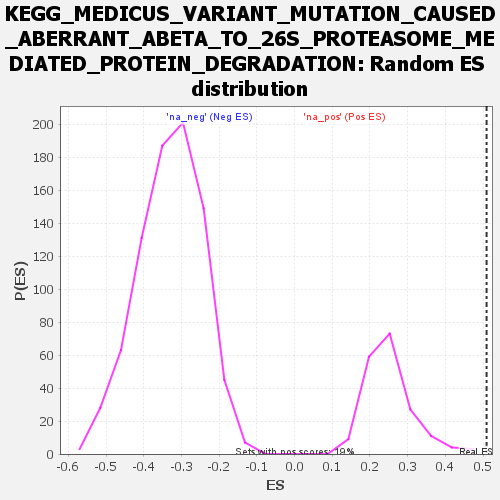 KEGG_MEDICUS_VARIANT_MUTATION_CAUSED
_ABERRANT_ABETA_TO_26S_PROTEASOME_ME
DIATED_PROTEIN_DEGRADATION: Random ES
distribution
'na_neg' (Neg ES)
'na_pos' (Pos ES)
200
180
160
140
120
100
80
60
40
20
0
P(ES)
Sets with pos scores: 19%
Real ES
-0.6
-0.5
-0.4
-0.3
-0.2
-0.1
0.0
0.1
0.2
0.3
0.4
0.5
ES